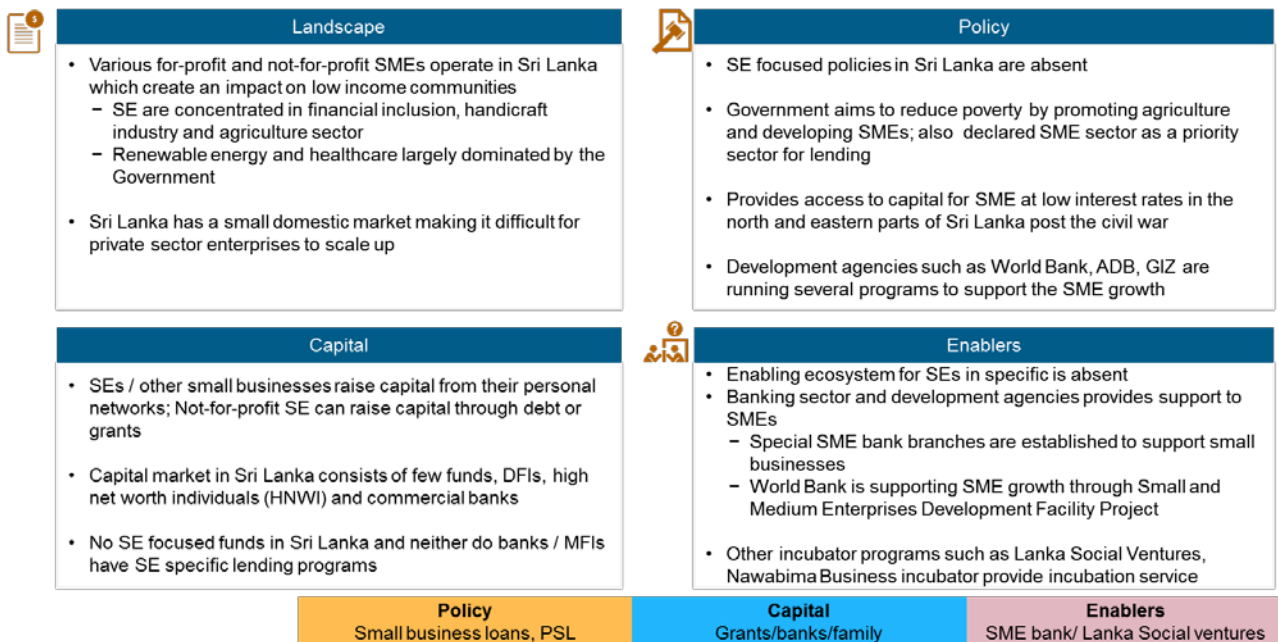 Landscape
• Various for-profit and not-for-profit SMEs operate in Sri Lanka
which create an impact on low income communities
− SE are concentrated in financial inclusion, handicraft
industry and agriculture sector
− Renewable energy and healthcare largely dominated by the
Government
• Sri Lanka has a small domestic market making it difficult for
private sector enterprises to scale up
Policy
• SE focused policies in Sri Lanka are absent
• Government aims to reduce poverty by promoting agriculture
and developing SMEs; also declared SME sector as a priority
sector for lending
• Provides access to capital for SME at low interest rates in the
north and eastern parts of Sri Lanka post the civil war
• Development agencies such as World Bank, ADB, GIZ are
running several programs to support the SME growth
Capital
• SEs / other small businesses raise capital from their personal
networks; Not-for-profit SE can raise capital through debt or
grants
• Capital market in Sri Lanka consists of few funds, DFIs, high
net worth individuals (HNWI) and commercial banks
• No SE focused funds in Sri Lanka and neither do banks / MFIs
have SE specific lending programs
Enablers
• Enabling ecosystem for SEs in specific is absent
• Banking sector and development agencies provides support to
SMEs
− Special SME bank branches are established to support small
businesses
− World Bank is supporting SME growth through Small and
Medium Enterprises Development Facility Project
• Other incubator programs such as Lanka Social Ventures,
Nawabima Business incubator provide incubation service
Policy
Small business loans, PSL
Capital
Grants/banks/family
Enablers
SME bank/ Lanka Social ventures